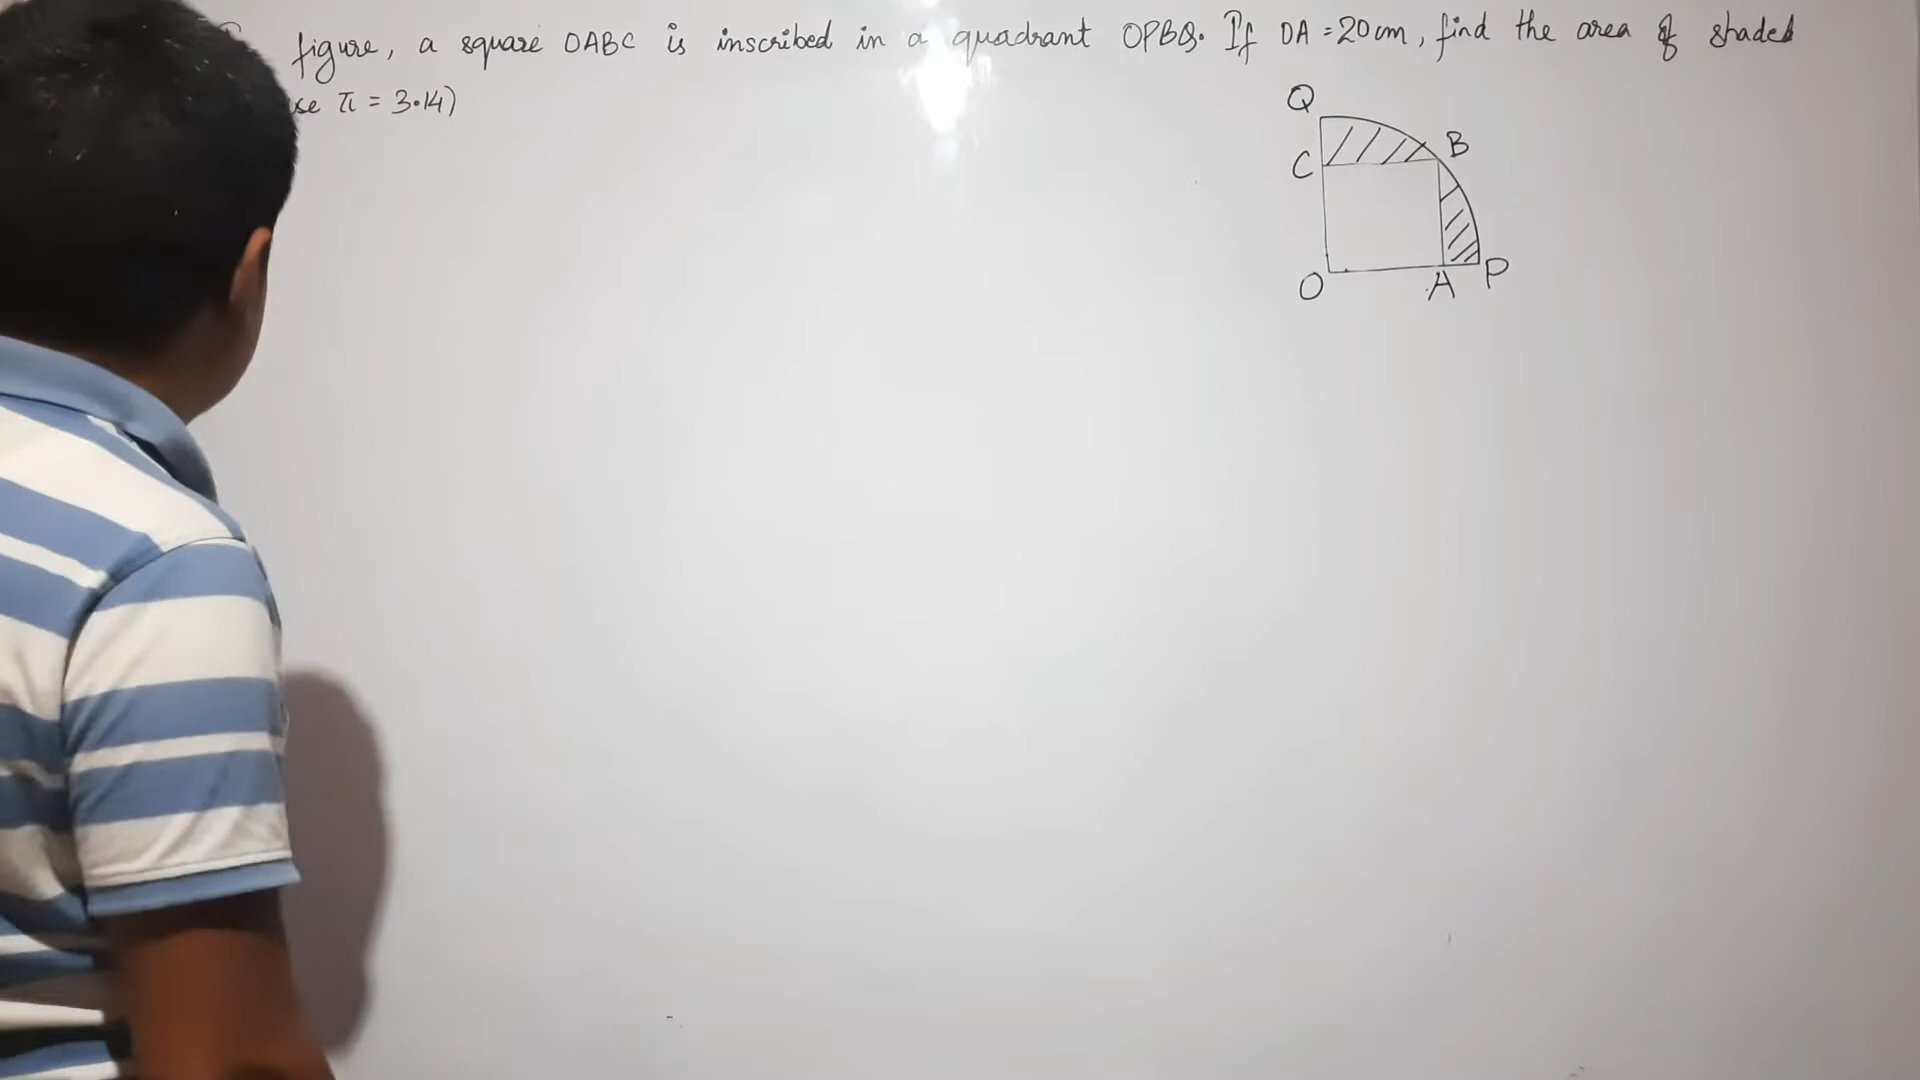 figure, a square OABC is inscribed in a quadrant OPBQ. If OA = 20 cm, find the area of shaded
π = 3.14)
Q
B
C
O
A
P